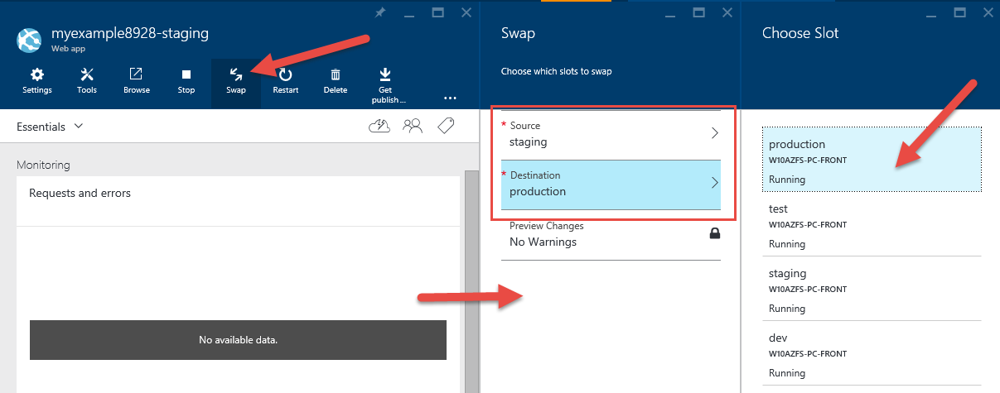 myexample8928-staging
Web app
Settings
Tools
Browse
Stop
Swap
Restart
Delete
Get
publish ...
...
Essentials
Monitoring
Requests and errors
No available data.
Swap
Choose which slots to swap
* Source
staging
* Destination
production
Preview Changes
No Warnings
Choose Slot
production
W10AZFS-PC-FRONT
Running
test
W10AZFS-PC-FRONT
Running
staging
W10AZFS-PC-FRONT
Running
dev
W10AZFS-PC-FRONT
Running